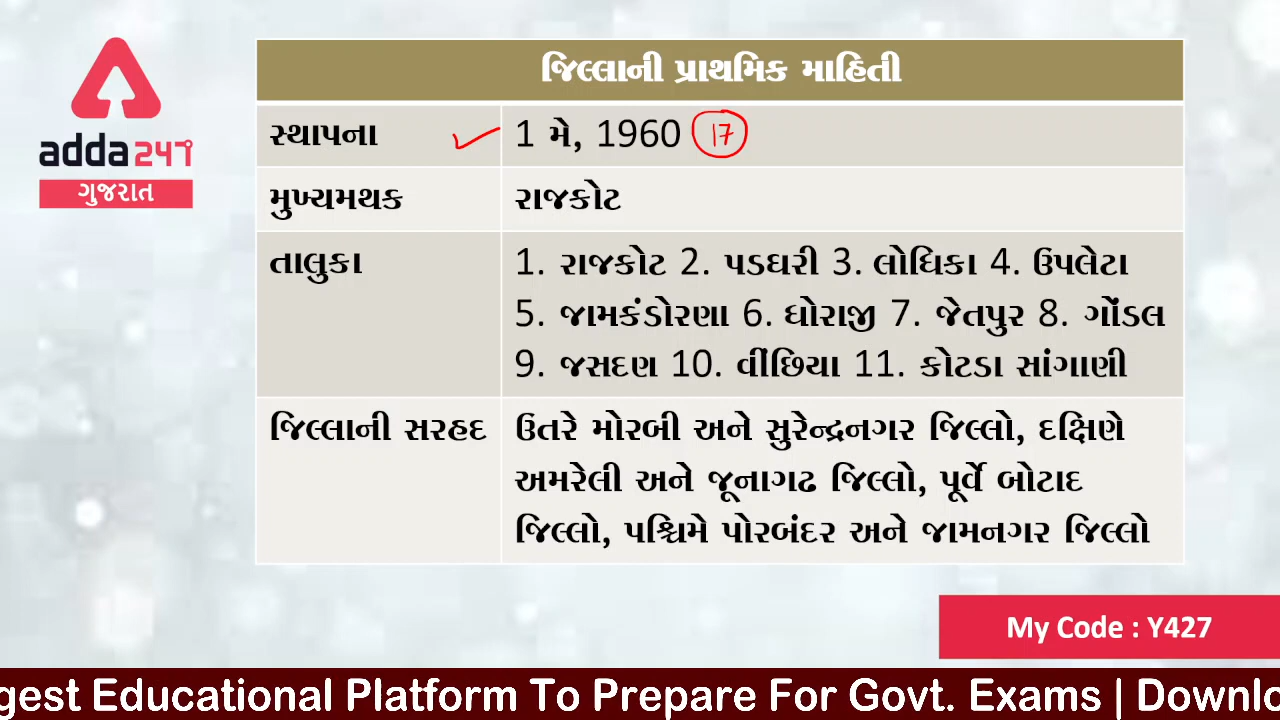 જિલ્લાની પ્રાથમિક માહિતી
adda247
ગુજરાત
સ્થાપના 1 મે, 1960 17
મુખ્યમથક રાજકોટ
તાલુકા 1. રાજકોટ 2. પડઘરી 3. લોધિકા 4. ઉપલેટા
5. જામકંડોરણા 6. ધોરાજી 7. જેતપુર 8. ગોંડલ
9. જસદણ 10. વીંછિયા 11. કોટડા સાંગાણી
જિલ્લાની સરહદ ઉતરે મોરબી અને સુરેન્દ્રનગર જિલ્લો, દક્ષિણે
અમરેલી અને જૂનાગઢ જિલ્લો, પૂર્વે બોટાદ
જિલ્લો, પશ્ચિમે પોરબંદર અને જામનગર જિલ્લો
My Code : Y427
gest Educational Platform To Prepare For Govt. Exams | Downlo